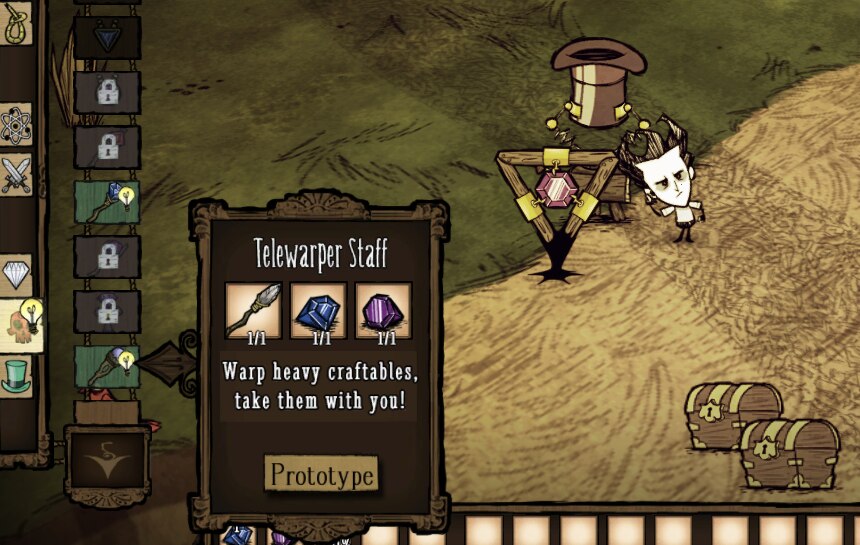 Telewarper Staff
1/1 1/1 1/1
Warp heavy craftables,
take them with you!
Prototype